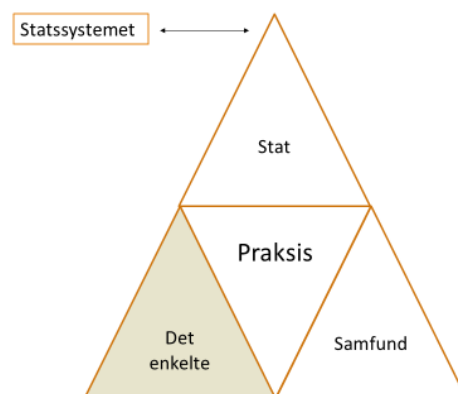 Statssystemet
Stat
Praksis
Det
enkelte
Samfund